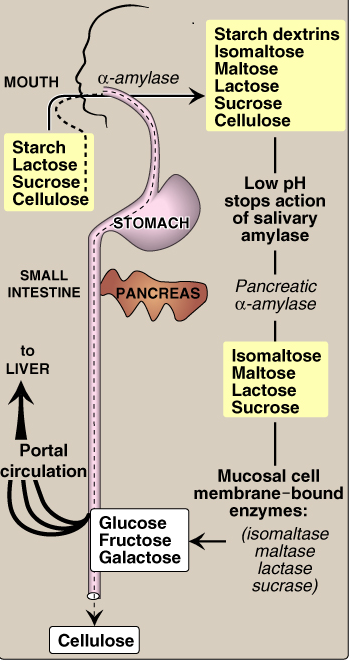 MOUTH
α-amylase
Starch dextrins
Isomaltose
Maltose
Lactose
Sucrose
Cellulose
Starch
Lactose
Sucrose
Cellulose
Low pH
stops action
of salivary
amylase
STOMACH
SMALL
INTESTINE
PANCREAS
Pancreatic
α-amylase
Isomaltose
Maltose
Lactose
Sucrose
to
LIVER
Portal
circulation
Mucosal cell
membrane–bound
enzymes:
(isomaltase
maltase
lactase
sucrase)
Glucose
Fructose
Galactose
Cellulose